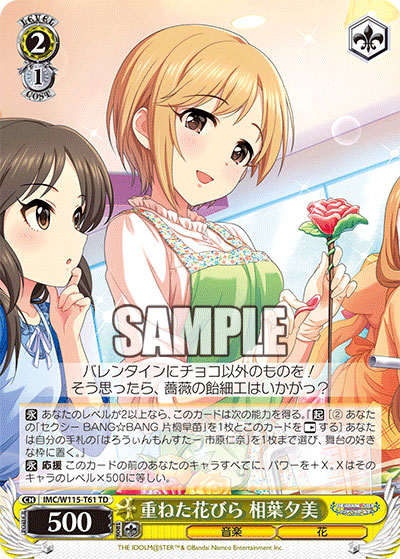 LEVEL
2
1
COST
SAMPLE
バレンタインにチョコ以外のものを！
そう思ったら、薔薇の飴細工はいかがっ？
永 あなたのレベルが2以上なら、このカードは次の能力を得る。『起［② あなた
の「セクシー BANG☆BANG 片桐早苗」を1枚とこのカードを する］ あなた
は自分の手札の「はろうぃんもんすたー 市原仁奈」を1枚まで選び、舞台の好き
な枠に置く。』
永 応援 このカードの前のあなたのキャラすべてに、パワーを＋X。Xはそのキャ
ラのレベル×500に等しい。
CH IMC/W115-T61 TD
500
重ねた花びら 相葉夕美
音楽
花
THE IDOLM@STER™ & ©Bandai Namco Entertainment Inc.